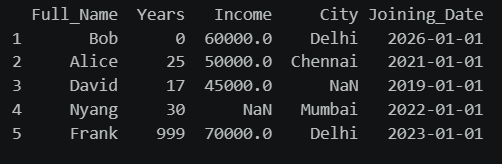 Full_Name Years Income City Joining_Date
1 Bob 0 60000.0 Delhi 2026-01-01
2 Alice 25 50000.0 Chennai 2021-01-01
3 David 17 45000.0 NaN 2019-01-01
4 Nyang 30 NaN Mumbai 2022-01-01
5 Frank 999 70000.0 Delhi 2023-01-01